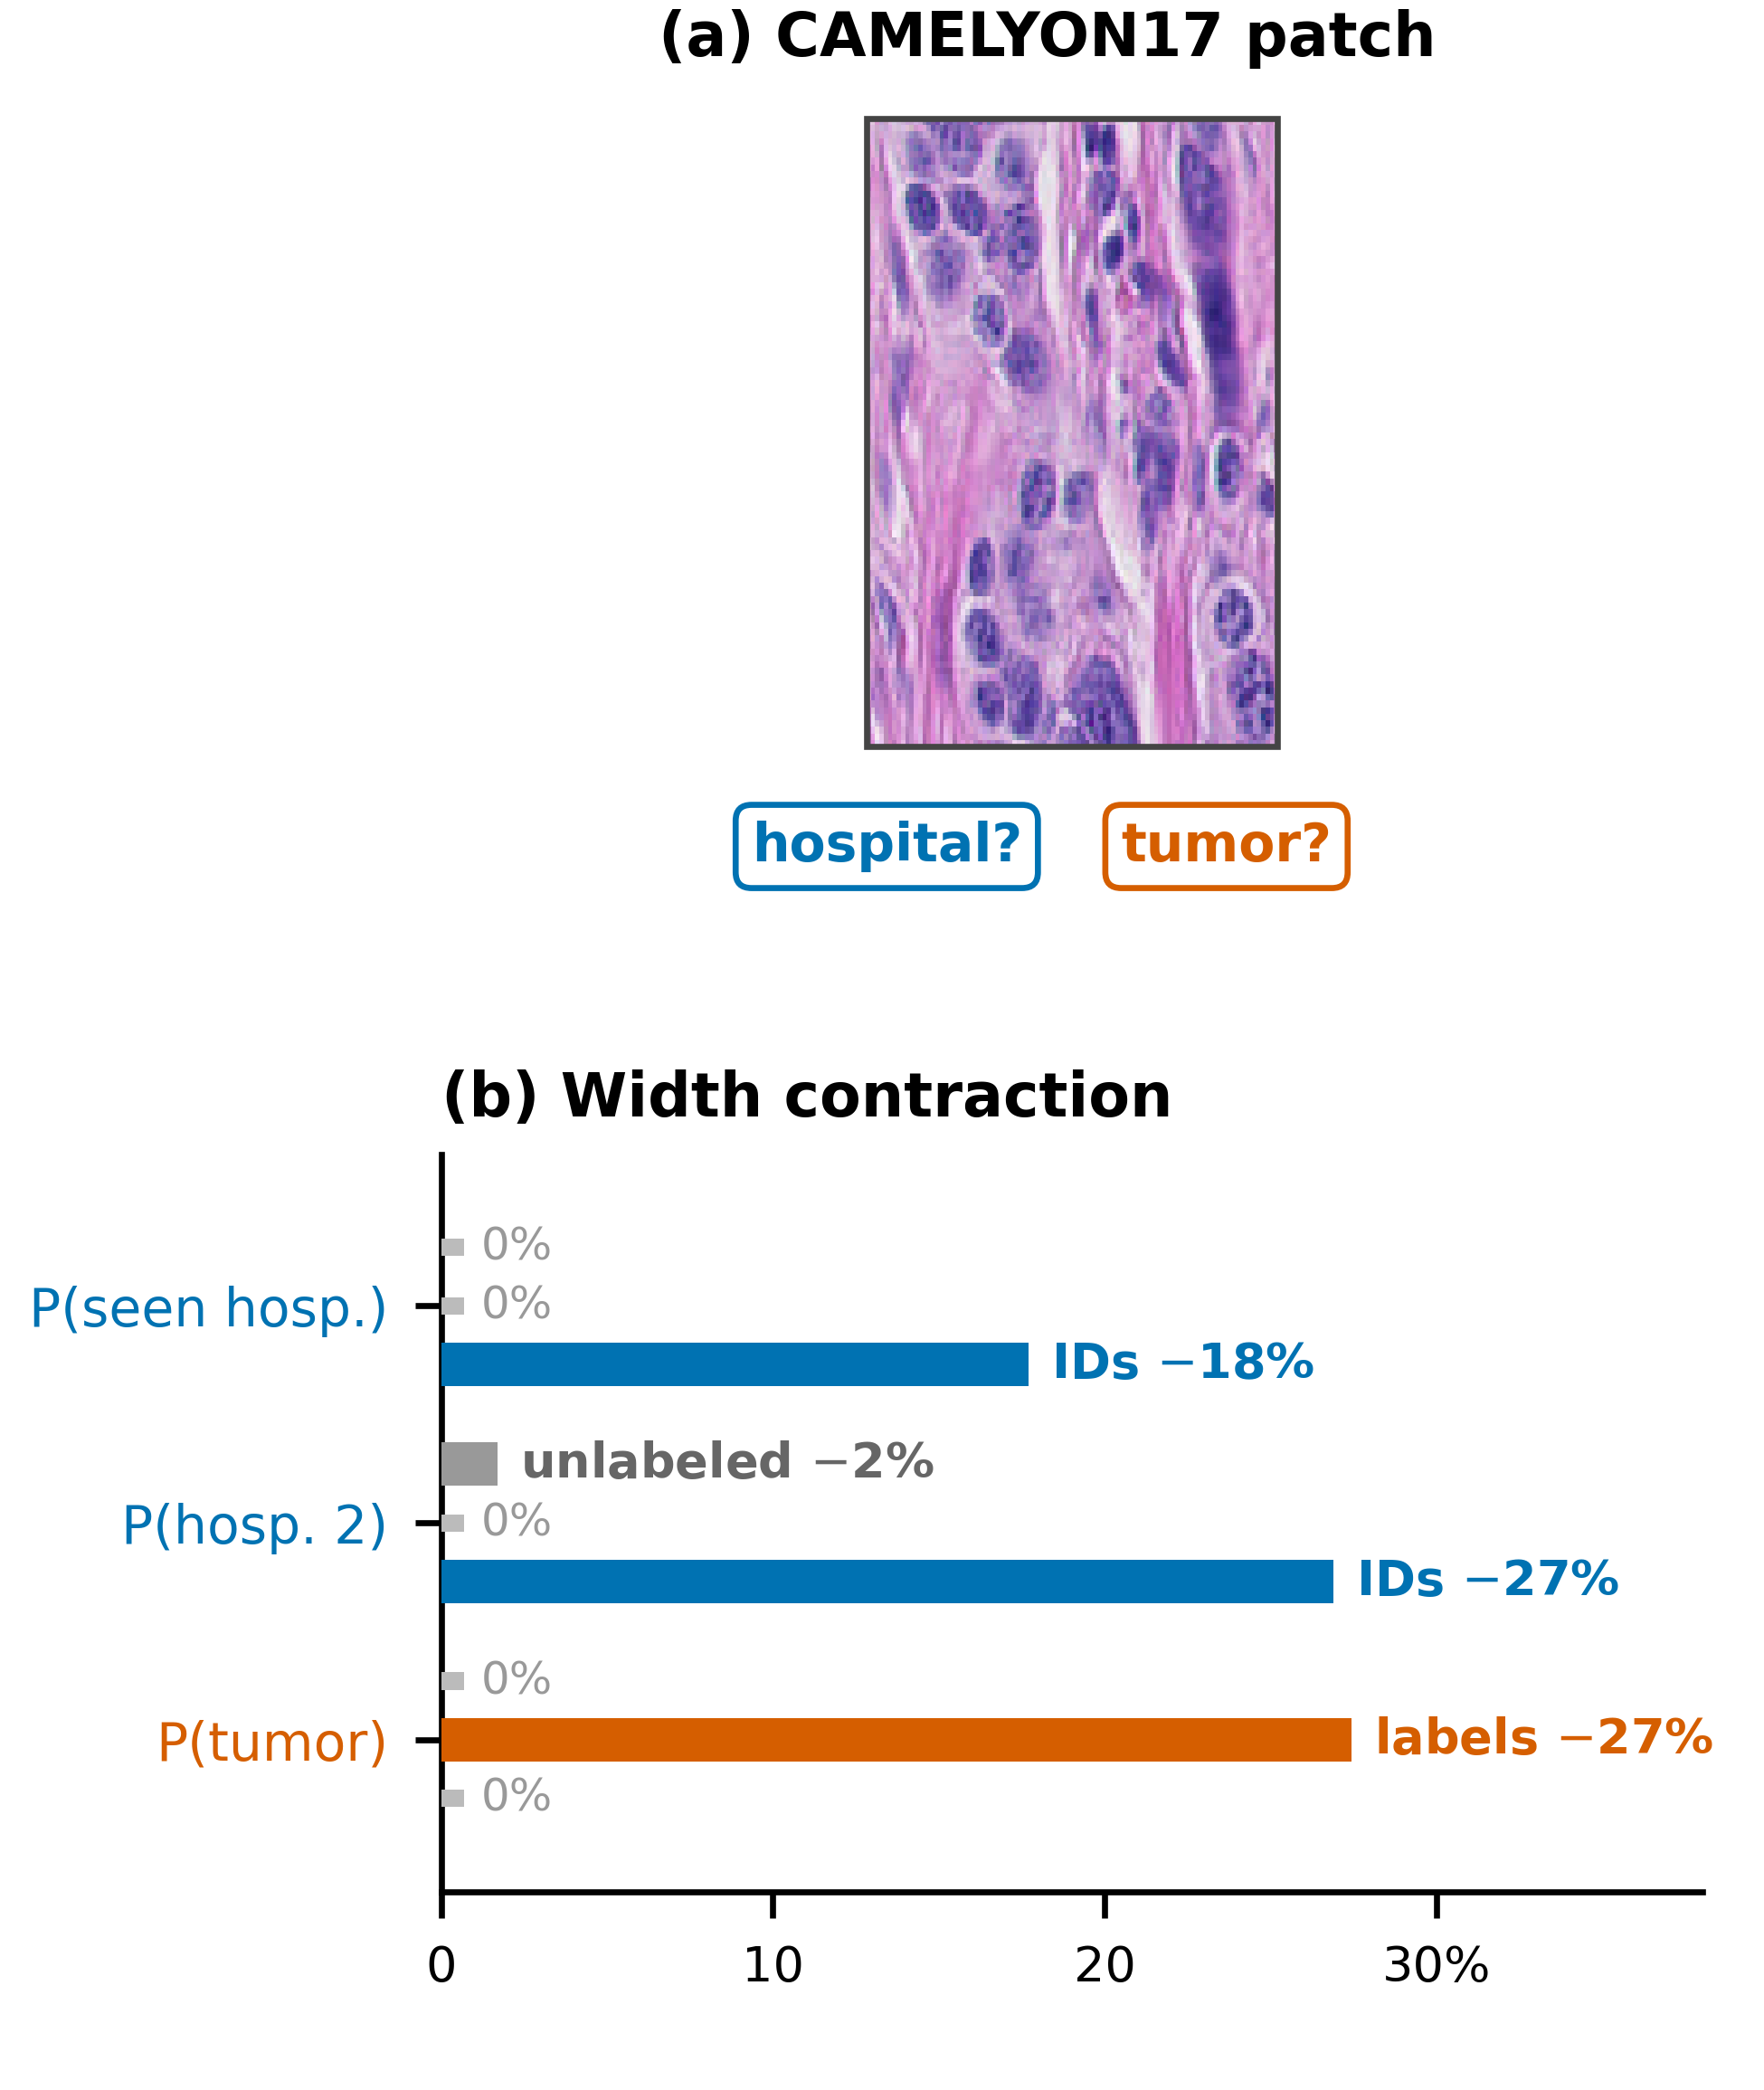 (a) CAMELYON17 patch
hospital? tumor?
(b) Width contraction
0%
P(seen hosp.) 0%
IDs −18%
unlabeled −2%
P(hosp. 2) 0%
IDs −27%
0%
P(tumor) labels −27%
0%
0 10 20 30%